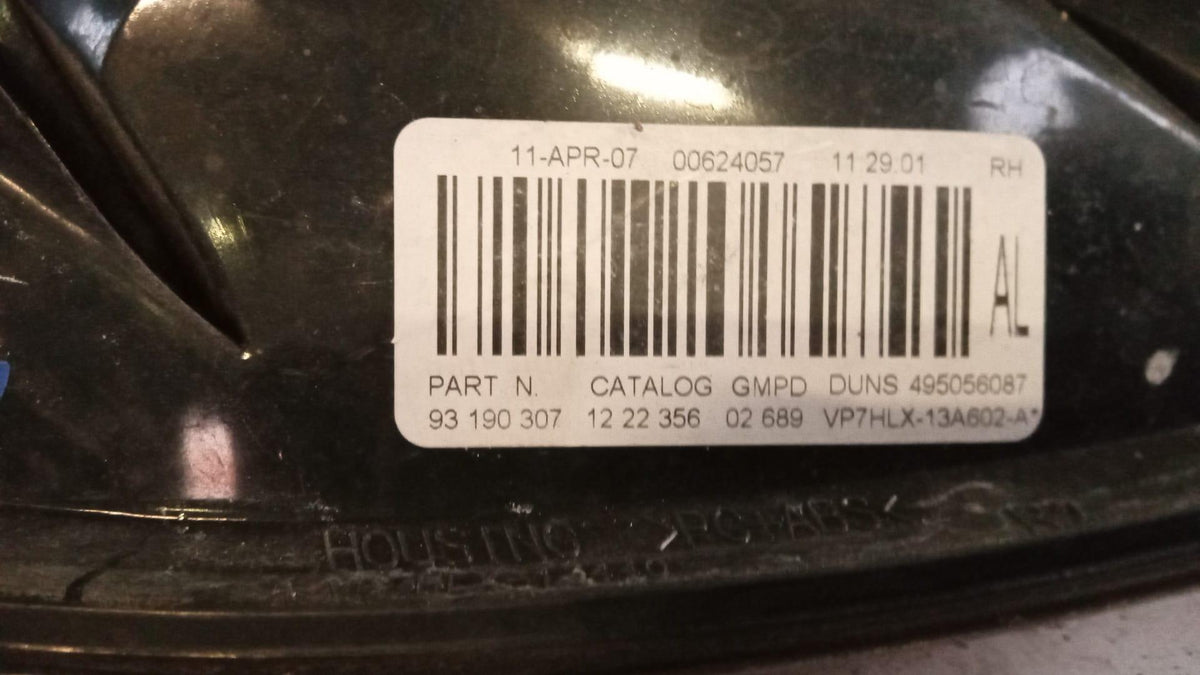 11-APR-07 00624057 11 29.01 RH
AL
PART N. CATALOG GMPD DUNS 495056087
93 190 307 12 22 356 02 689 VP7HLX-13A602-A*
HOUSING >PC+ABS<